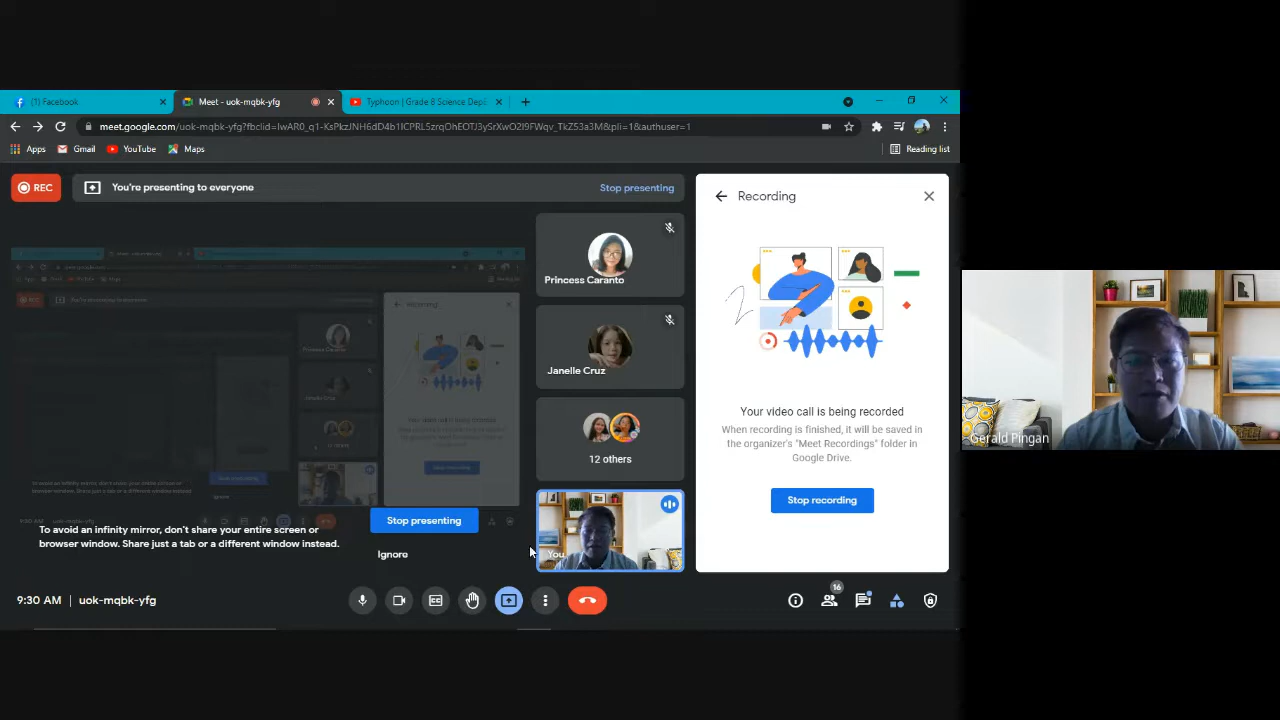 (1) Facebook
Meet - uok-mqbk-yfg
Typhoon | Grade 8 Science Depe
Apps
Gmail
YouTube
Maps
Reading list
REC
You're presenting to everyone
Stop presenting
Recording
Princess Caranto
Janelle Cruz
12 others
You
Your video call is being recorded
When recording is finished, it will be saved in
the organizer's "Meet Recordings" folder in
Google Drive.
Stop recording
To avoid an infinity mirror, don't share your entire screen or
browser window. Share just a tab or a different window instead.
Stop presenting
Ignore
9:30 AM | uok-mqbk-yfg
16
Gerald Pingan